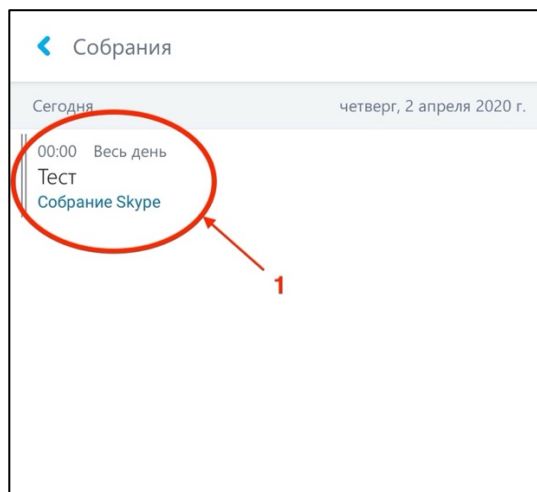 Собрания
Сегодня четверг, 2 апреля 2020 г.
00:00 Весь день
Тест
Собрание Skype
1